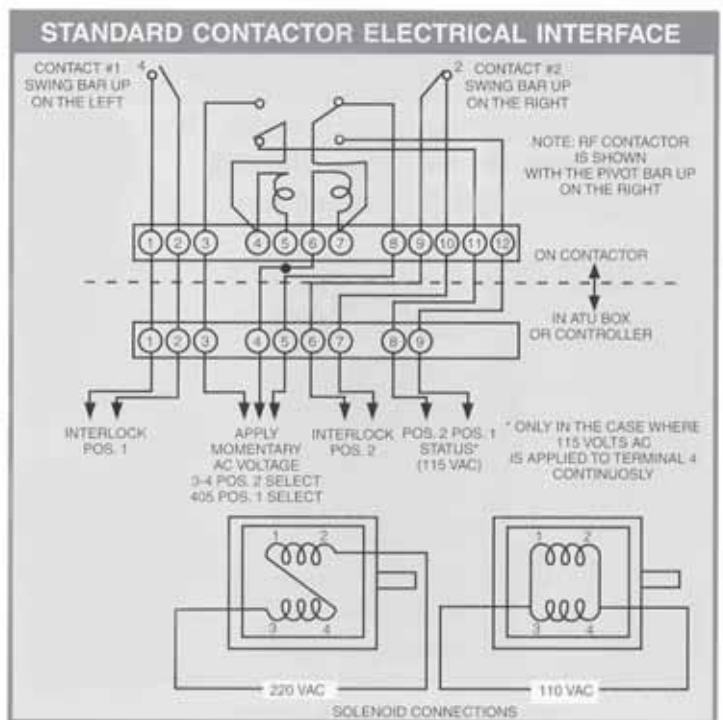 STANDARD CONTACTOR ELECTRICAL INTERFACE
CONTACT #1
SWING BAR UP
ON THE LEFT
4
2
CONTACT #2
SWING BAR UP
ON THE RIGHT
NOTE: RF CONTACTOR
IS SHOWN
WITH THE PIVOT BAR UP
ON THE RIGHT
1 2 3 4 5 6 7 8 9 10 11 12
ON CONTACTOR
IN ATU BOX
OR CONTROLLER
1 2 3 4 5 6 7 8 9
INTERLOCK
POS. 1
APPLY
MOMENTARY
AC VOLTAGE
3-4 POS. 2 SELECT
405 POS. 1 SELECT
INTERLOCK
POS. 2
POS. 2 POS. 1
STATUS*
(115 VAC)
* ONLY IN THE CASE WHERE
115 VOLTS AC
IS APPLIED TO TERMINAL 4
CONTINUOSLY
1 2
3 4
220 VAC
1 2
3 4
110 VAC
SOLENOID CONNECTIONS